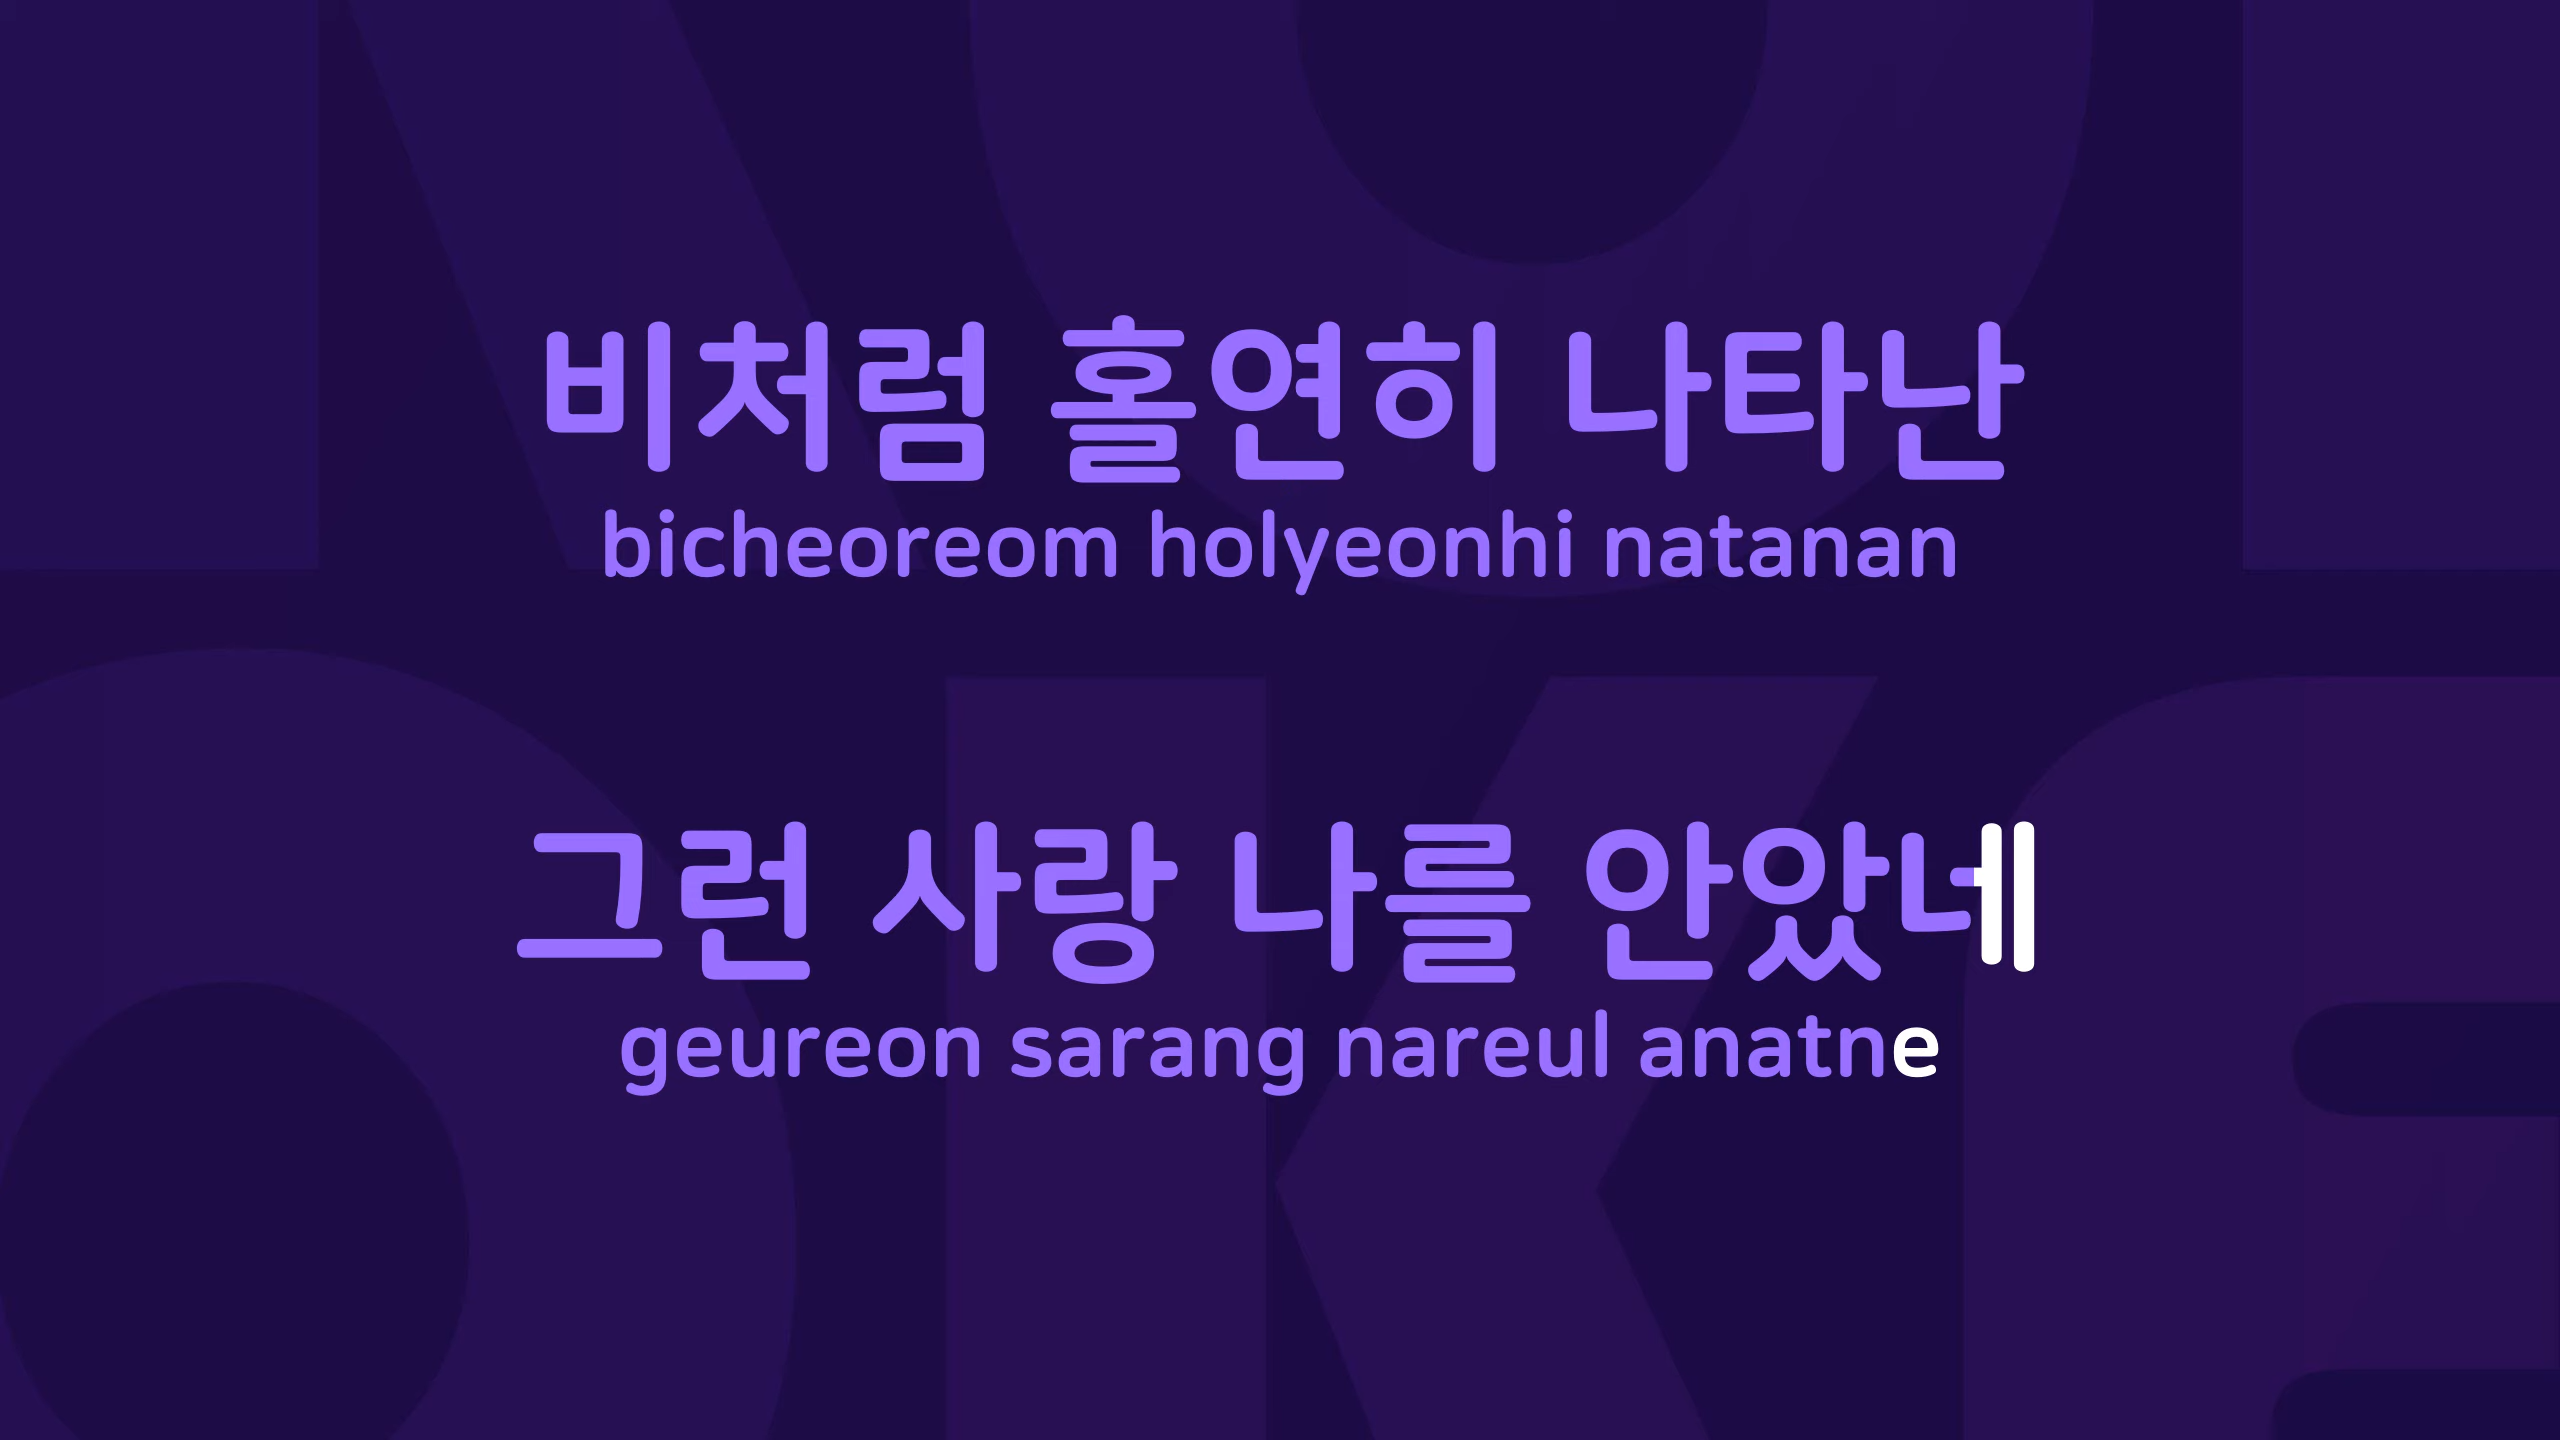 비처럼 홀연히 나타난
bicheoreom holyeonhi natanan
그런 사랑 나를 안았네
geureon sarang nareul anatne